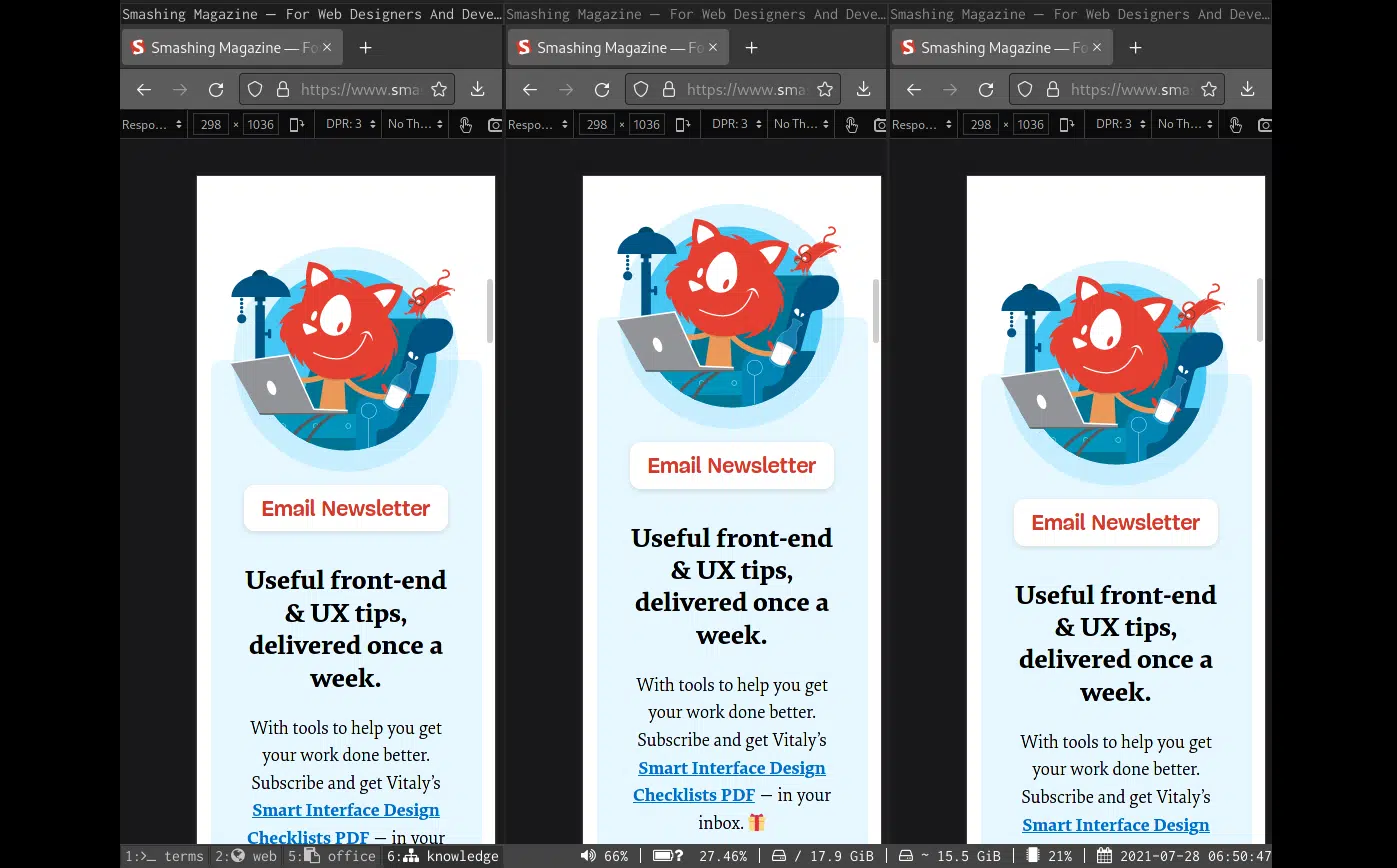 Smashing Magazine — For Web Designers And Deve…
Smashing Magazine — Fo
https://www.sma
Respo… 298 × 1036 DPR: 3 No Th…
Email Newsletter
Useful front-end
& UX tips,
delivered once a
week.
With tools to help you get
your work done better.
Subscribe and get Vitaly’s
Smart Interface Design
Checklists PDF — in your
Smashing Magazine — For Web Designers And Deve…
Smashing Magazine — Fo
https://www.sma
Respo… 298 × 1036 DPR: 3 No Th…
Email Newsletter
Useful front-end
& UX tips,
delivered once a
week.
With tools to help you get
your work done better.
Subscribe and get Vitaly’s
Smart Interface Design
Checklists PDF — in your
inbox. 🎁
Smashing Magazine — For Web Designers And Deve…
Smashing Magazine — Fo
https://www.sma
Respo… 298 × 1036 DPR: 3 No Th…
Email Newsletter
Useful front-end
& UX tips,
delivered once a
week.
With tools to help you get
your work done better.
Subscribe and get Vitaly’s
Smart Interface Design
1:>_ terms 2: web 5: office 6: knowledge 66% | ? 27.46% | / 17.9 GiB | ~ 15.5 GiB | 21% | 2021-07-28 06:50:47